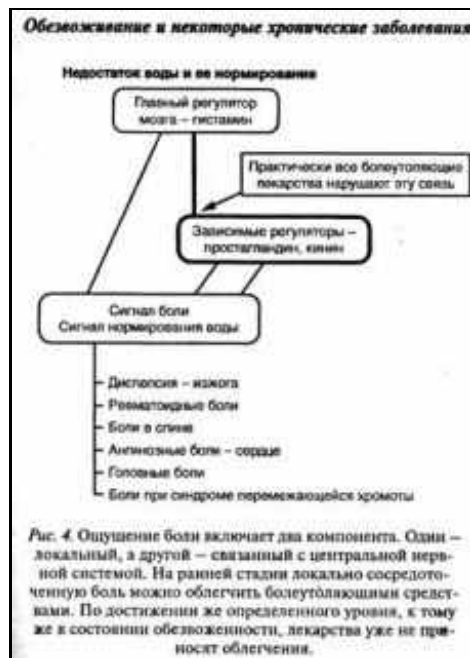 Обезвоживание и некоторые хронические заболевания
Недостаток воды и ее нормирования
Главный регулятор
мозга – гистамин
Практически все болеутоляющие
лекарства нарушают эту связь
Зависимые регуляторы –
простагландин, кинин
Сигнал боли
Сигнал нормирования воды
Диспепсия – изжога
Ревматоидные боли
Боли в спине
Ангинозные боли – сердце
Головные боли
Боли при синдроме перемежающейся хромоты
Рис. 4. Ощущение боли включает два компонента. Один –
локальный, а другой – связанный с центральной нерв-
ной системой. На ранней стадии локально сосредото-
ченную боль можно облегчить болеутоляющими средст-
вами. По достижении же определенного уровня, к тому
же в состоянии обезвоженности, лекарства уже не при-
носят облегчения.